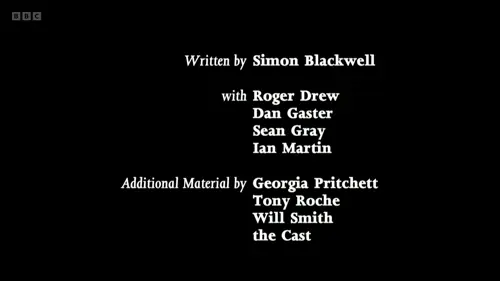 BBC
Written by Simon Blackwell
with Roger Drew
Dan Gaster
Sean Gray
Ian Martin
Additional Material by Georgia Pritchett
Tony Roche
Will Smith
the Cast